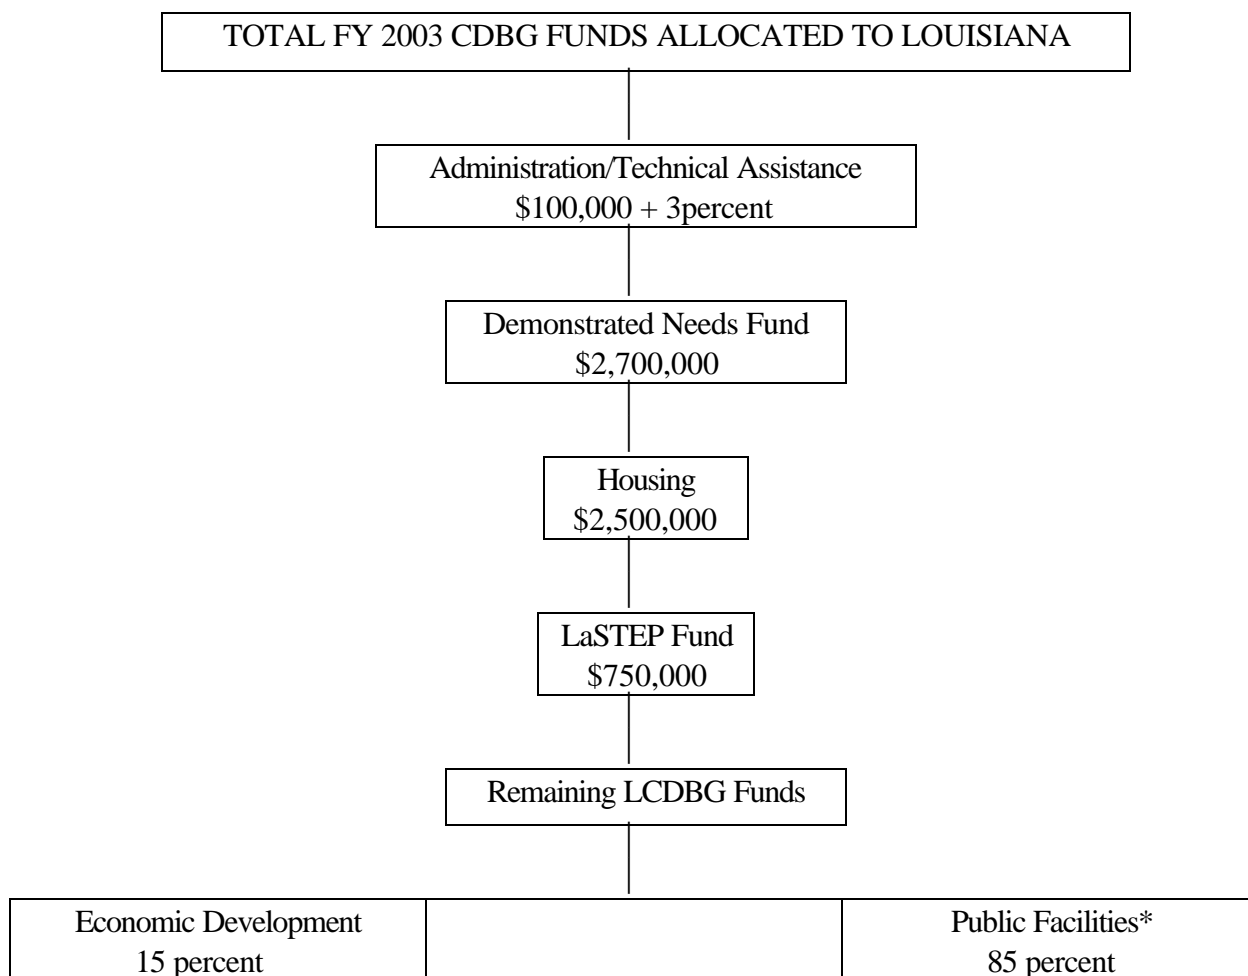 TOTAL FY 2003 CDBG FUNDS ALLOCATED TO LOUISIANA
Administration/Technical Assistance
$100,000 + 3percent
Demonstrated Needs Fund
$2,700,000
Housing
$2,500,000
LaSTEP Fund
$750,000
Remaining LCDBG Funds
Economic Development
15 percent
Public Facilities*
85 percent